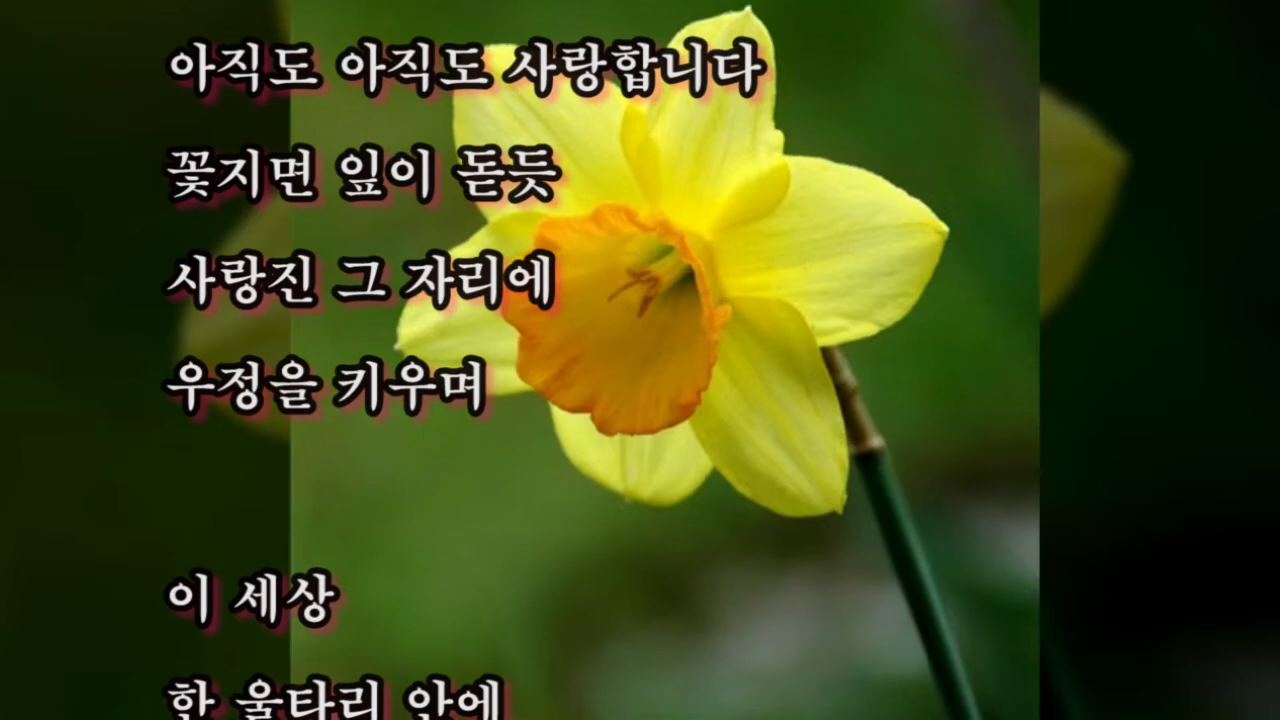 아직도 아직도 사랑합니다
꽃지면 잎이 돋듯
사랑진 그 자리에
우정을 키우며
이 세상
한 울타리 안에